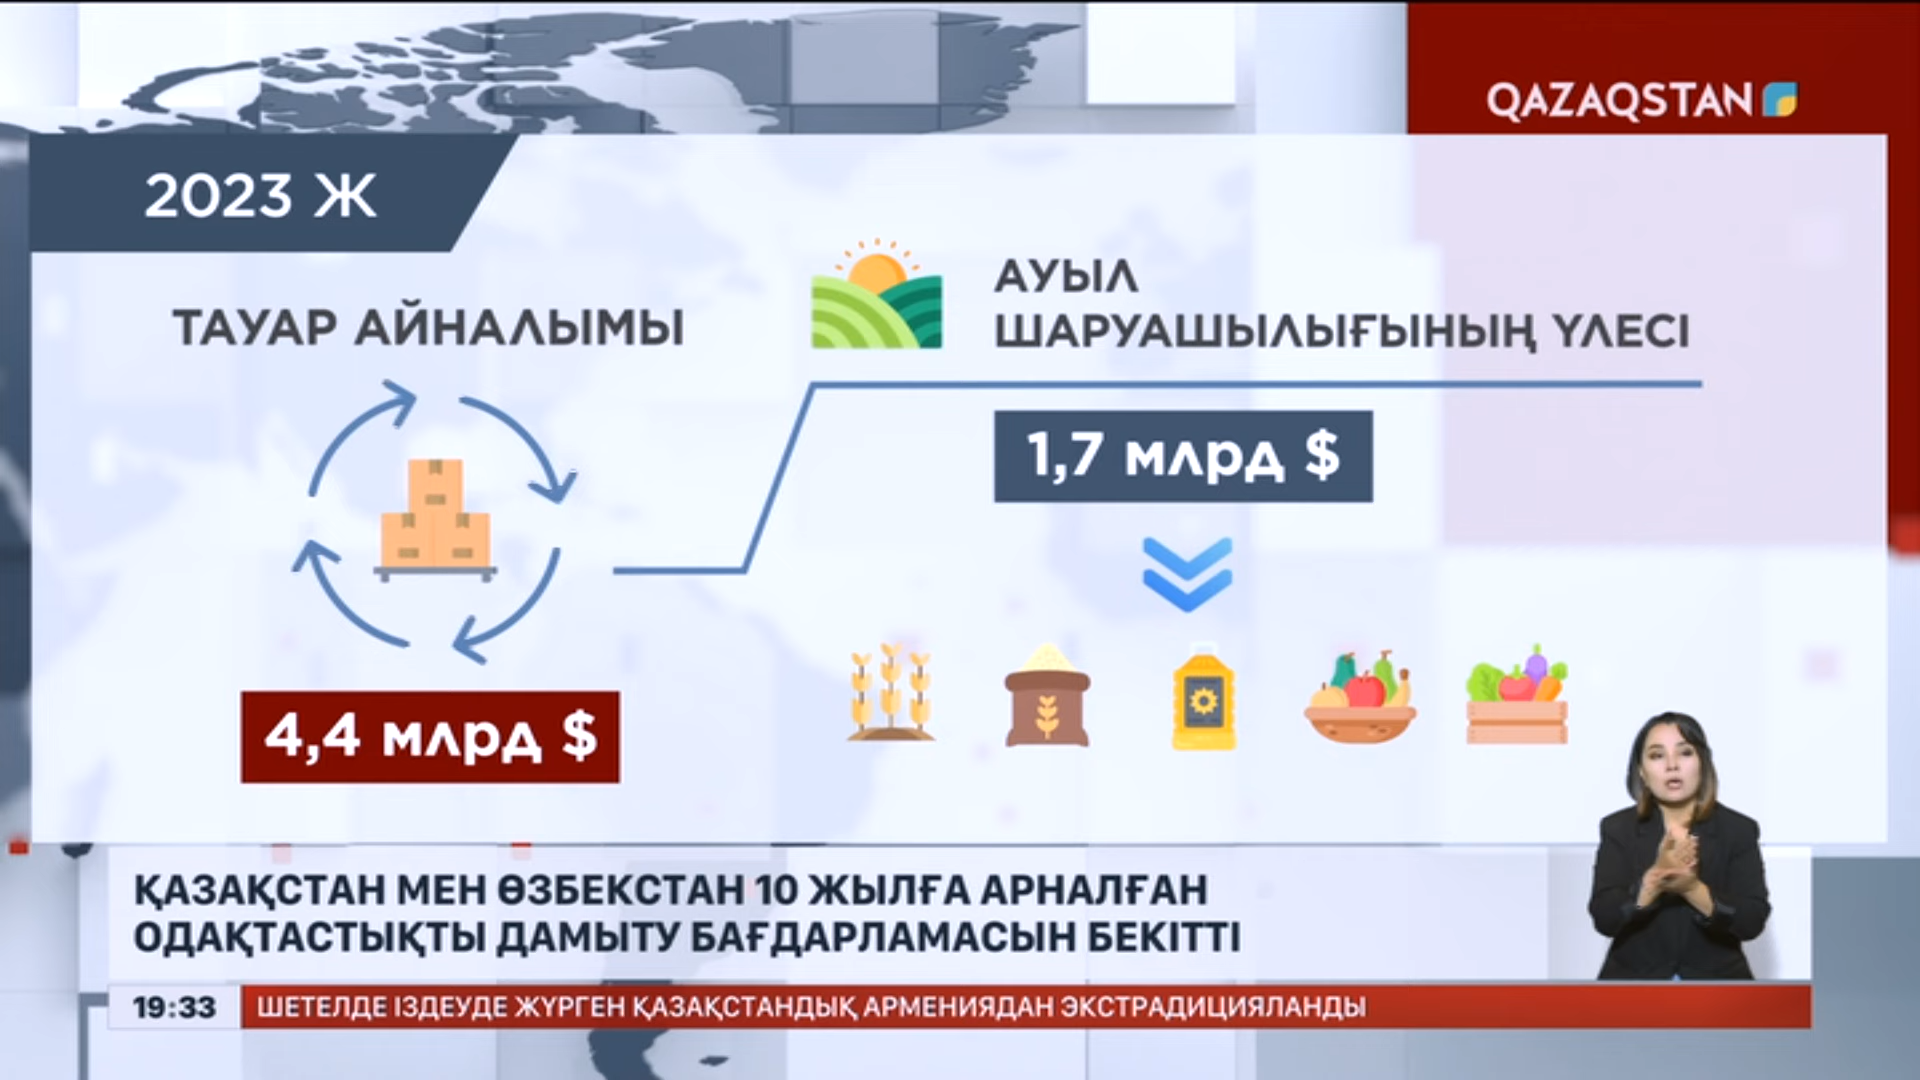 QAZAQSTAN
2023 Ж
ТАУАР АЙНАЛЫМЫ
4,4 млрд $
АУЫЛ
ШАРУАШЫЛЫҒЫНЫҢ ҮЛЕСІ
1,7 млрд $
ҚАЗАҚСТАН МЕН ӨЗБЕКСТАН 10 ЖЫЛҒА АРНАЛҒАН
ОДАҚТАСТЫҚТЫ ДАМЫТУ БАҒДАРЛАМАСЫН БЕКІТТІ
19:33 ШЕТЕЛДЕ ІЗДЕУДЕ ЖҮРГЕН ҚАЗАҚСТАНДЫҚ АРМЕНИЯДАН ЭКСТРАДИЦИЯЛАНДЫ